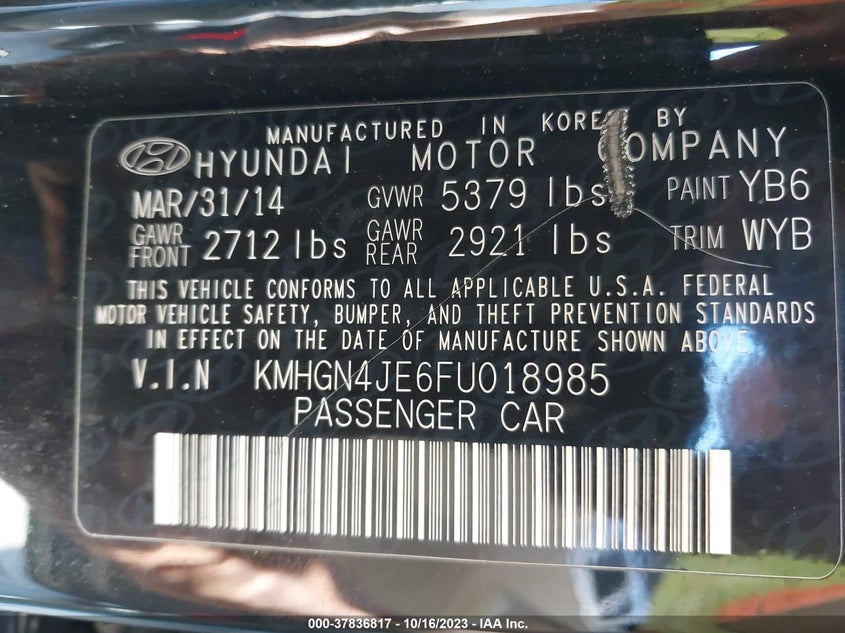 MANUFACTURED IN KOREA BY
HYUNDAI MOTOR COMPANY
MAR/31/14 GVWR 5379 lbs PAINT YB6
GAWR FRONT 2712 lbs GAWR REAR 2921 lbs TRIM WYB
THIS VEHICLE CONFORMS TO ALL APPLICABLE U.S.A. FEDERAL
MOTOR VEHICLE SAFETY, BUMPER, AND THEFT PREVENTION STANDARDS
IN EFFECT ON THE DATE OF MANUFACTURE SHOWN ABOVE
V.I.N KMHGN4JE6FU018985
PASSENGER CAR
000-37836817 - 10/16/2023 - IAA Inc.